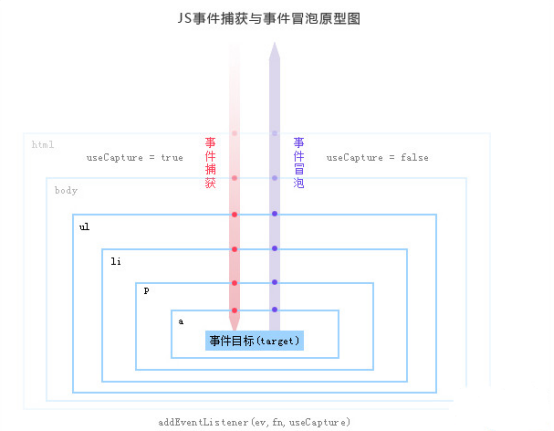 JS事件捕获与事件冒泡原型图
html
useCapture = true
事件捕获
事件冒泡
useCapture = false
body
ul
li
p
a
事件目标(target)
addEventListener(ev, fn, useCapture)